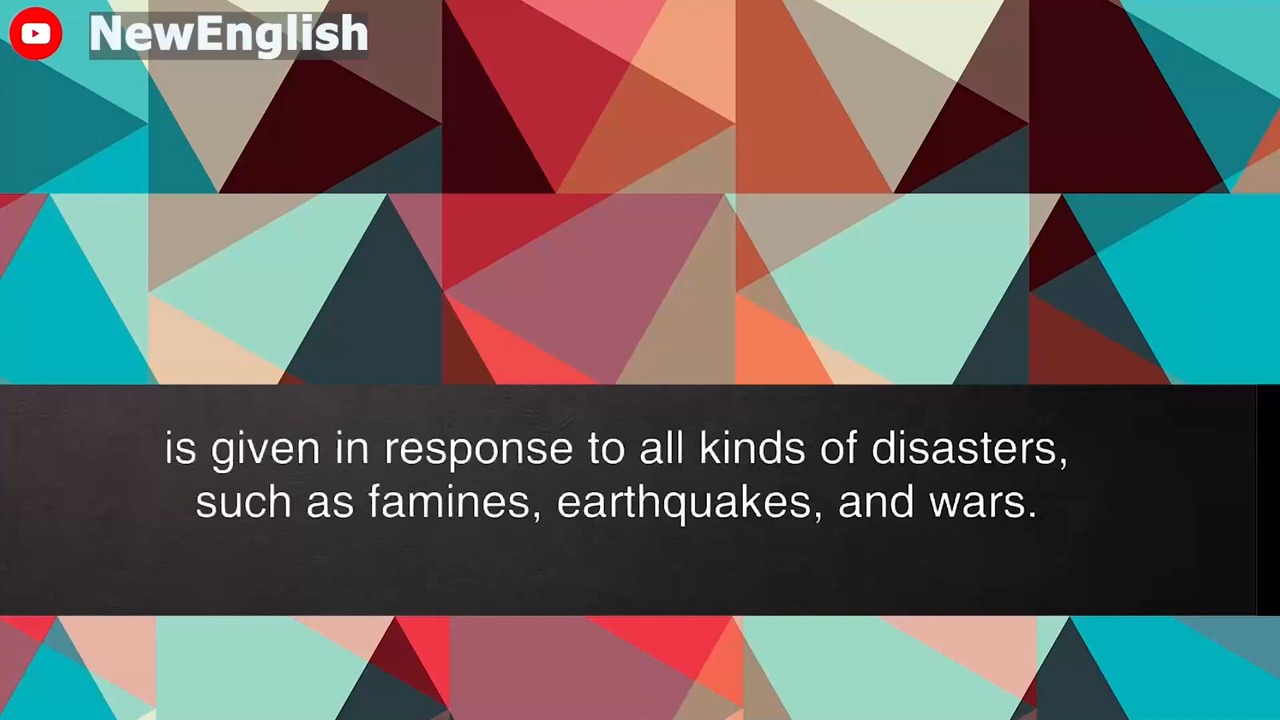 NewEnglish
is given in response to all kinds of disasters,
such as famines, earthquakes, and wars.